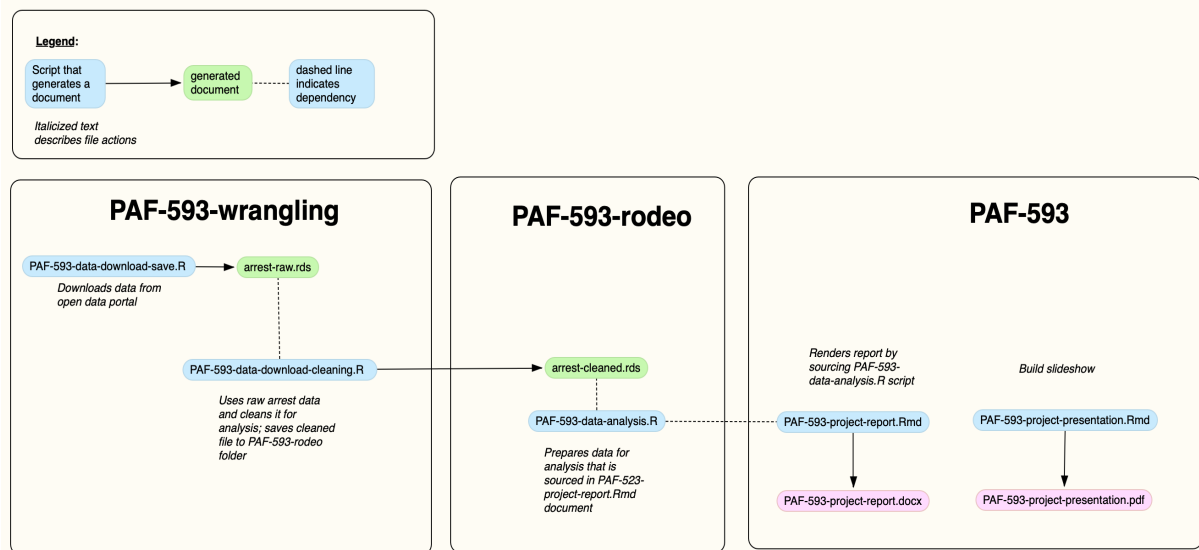 Legend:
Script that
generates a
document
generated
document
dashed line
indicates
dependency
Italicized text
describes file actions
PAF-593-wrangling
PAF-593-data-download-save.R
arrest-raw.rds
Downloads data from
open data portal
PAF-593-data-download-cleaning.R
Uses raw arrest data
and cleans it for
analysis; saves cleaned
file to PAF-593-rodeo
folder
PAF-593-rodeo
arrest-cleaned.rds
PAF-593-data-analysis.R
Prepares data for
analysis that is
sourced in PAF-523-
project-report.Rmd
document
PAF-593
Renders report by
sourcing PAF-593-
data-analysis.R script
PAF-593-project-report.Rmd
PAF-593-project-report.docx
Build slideshow
PAF-593-project-presentation.Rmd
PAF-593-project-presentation.pdf